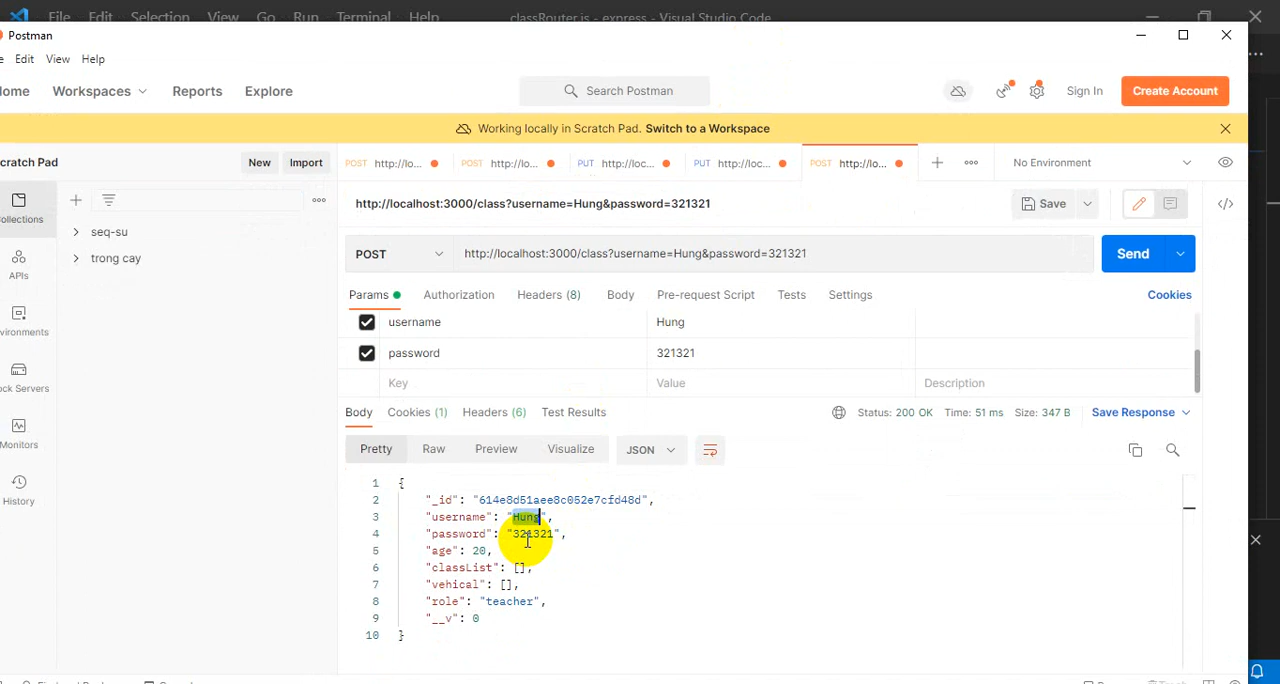 File Edit Selection View Go Run Terminal Help classRouter.js - express - Visual Studio Code
Postman
Edit View Help
Workspaces Reports Explore Search Postman Sign In Create Account
Working locally in Scratch Pad. Switch to a Workspace
cratch Pad New Import POST http://lo... POST http://lo... PUT http://loc... PUT http://loc... POST http://lo... No Environment
ollections
http://localhost:3000/class?username=Hung&password=321321 Save
seq-su
POST http://localhost:3000/class?username=Hung&password=321321 Send
trong cay
APIs
Params Authorization Headers (8) Body Pre-request Script Tests Settings Cookies
nvironments
username Hung
password 321321
ock Servers
Key Value Description
Body Cookies (1) Headers (6) Test Results Status: 200 OK Time: 51 ms Size: 347 B Save Response
Monitors
Pretty Raw Preview Visualize JSON
History
1 {
2 "_id": "614e8d51aee8c052e7cfd48d",
3 "username": "Hung",
4 "password": "321321",
5 "age": 20,
6 "classList": [],
7 "vehical": [],
8 "role": "teacher",
9 "__v": 0
10 }